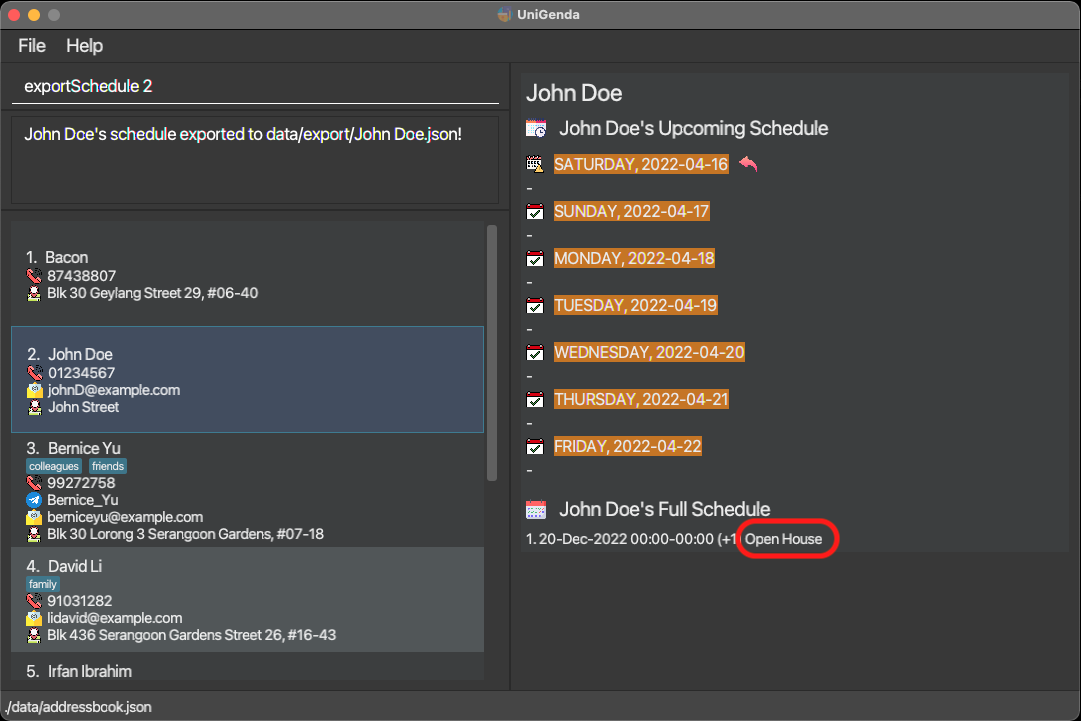 UniGenda
File Help
exportSchedule 2
John Doe's schedule exported to data/export/John Doe.json!
1. Bacon
87438807
Blk 30 Geylang Street 29, #06-40
2. John Doe
01234567
johnD@example.com
John Street
3. Bernice Yu
colleagues friends
99272758
Bernice_Yu
berniceyu@example.com
Blk 30 Lorong 3 Serangoon Gardens, #07-18
4. David Li
family
91031282
lidavid@example.com
Blk 436 Serangoon Gardens Street 26, #16-43
5. Irfan Ibrahim
John Doe
John Doe's Upcoming Schedule
SATURDAY, 2022-04-16
-
SUNDAY, 2022-04-17
-
MONDAY, 2022-04-18
-
TUESDAY, 2022-04-19
-
WEDNESDAY, 2022-04-20
-
THURSDAY, 2022-04-21
-
FRIDAY, 2022-04-22
-
John Doe's Full Schedule
1. 20-Dec-2022 00:00-00:00 (+1 Open House
./data/addressbook.json